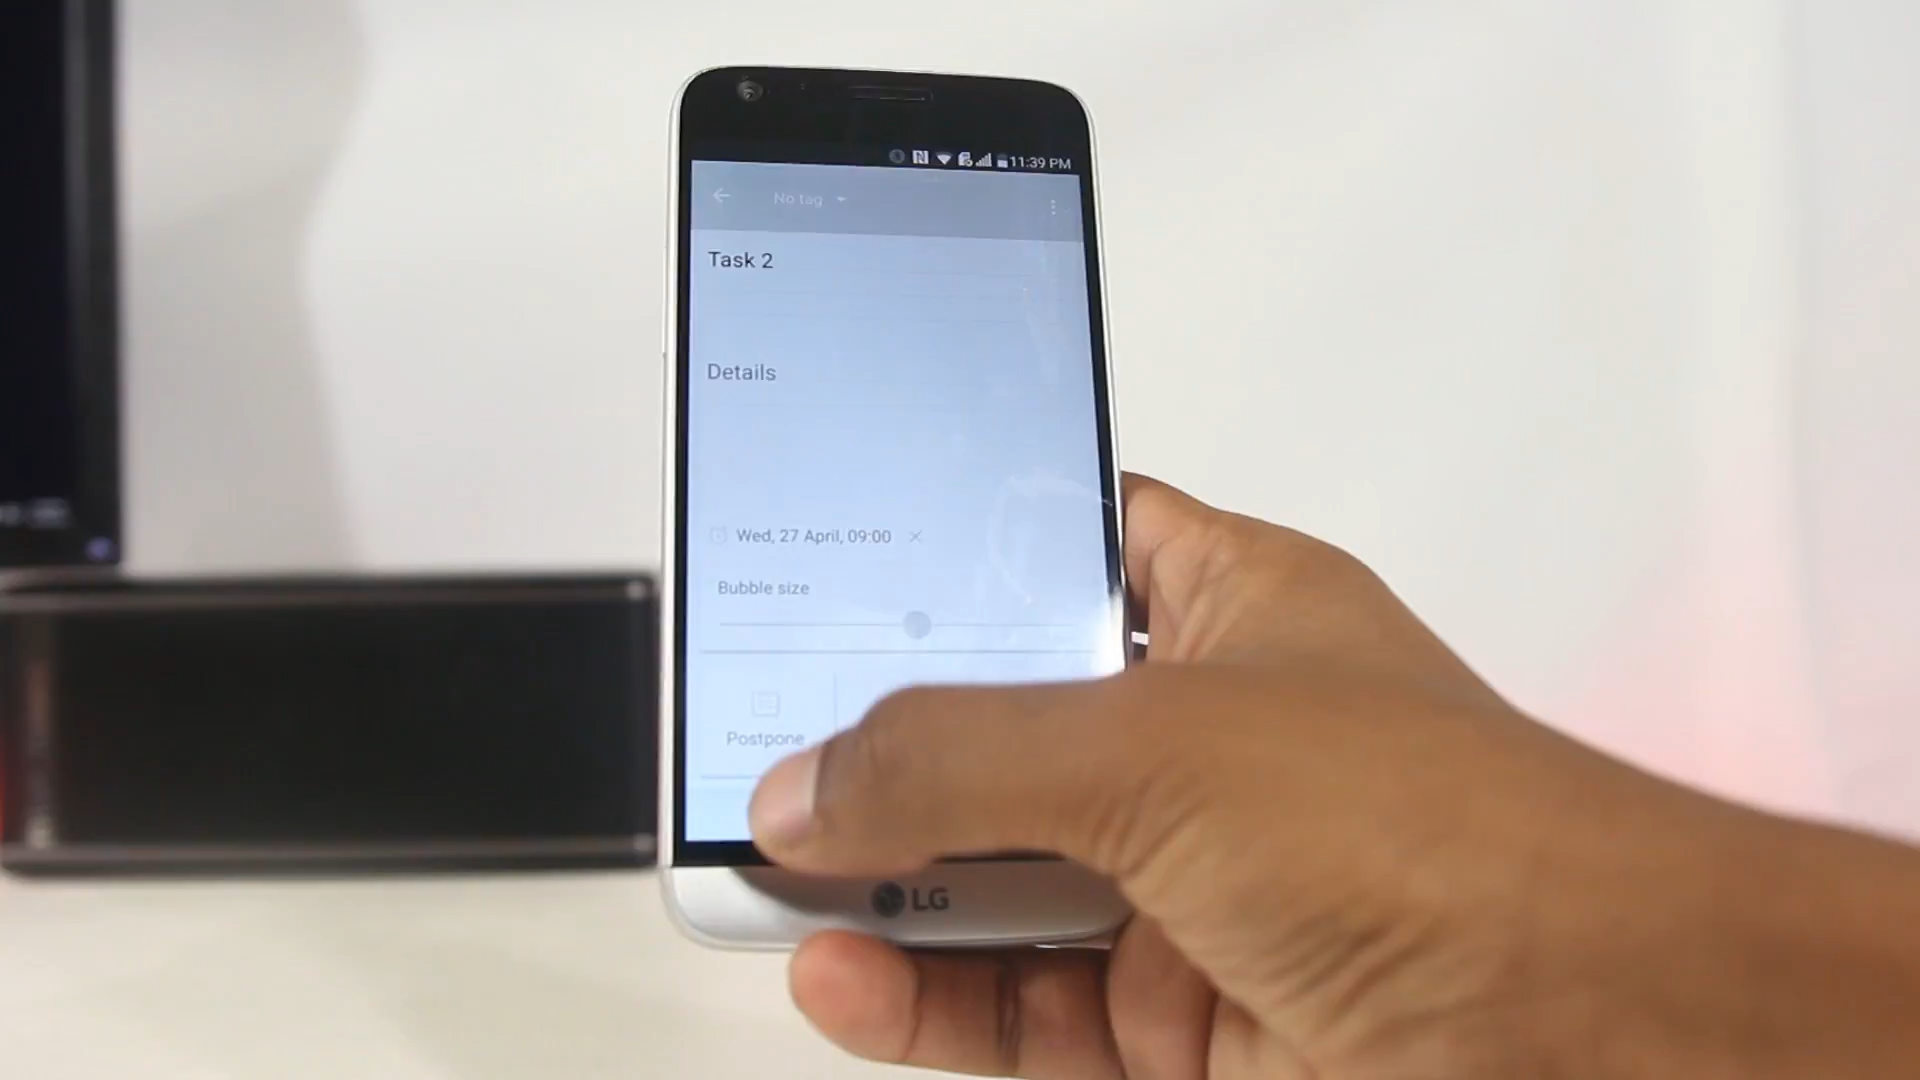 11:39 PM
No tag
Task 2
Details
Wed, 27 April, 09:00
Bubble size
Postpone
LG